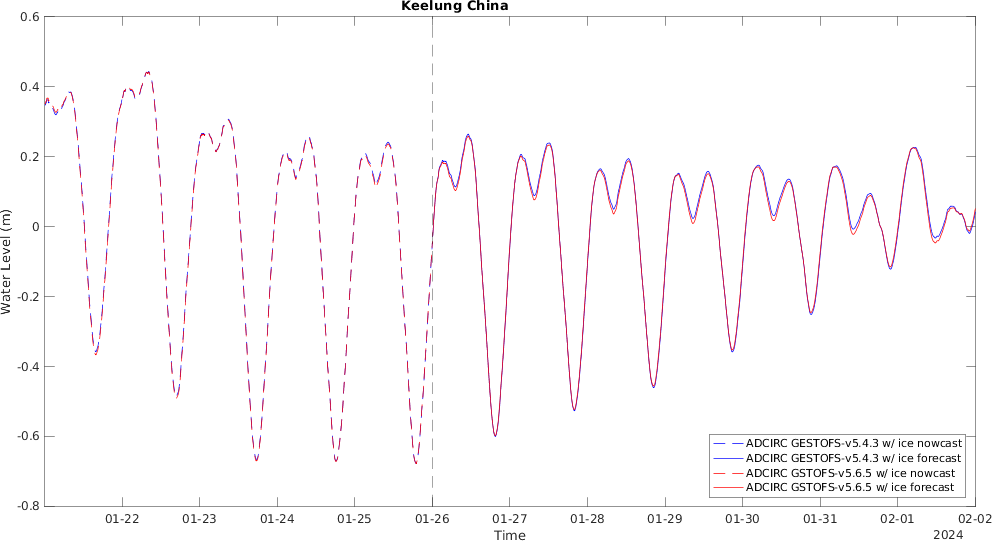 Keelung China
Water Level (m)
0.6
0.4
0.2
0
-0.2
-0.4
-0.6
-0.8
ADCIRC GESTOFS-v5.4.3 w/ ice nowcast
ADCIRC GESTOFS-v5.4.3 w/ ice forecast
ADCIRC GSTOFS-v5.6.5 w/ ice nowcast
ADCIRC GSTOFS-v5.6.5 w/ ice forecast
01-22 01-23 01-24 01-25 01-26 01-27 01-28 01-29 01-30 01-31 02-01 02-02
Time
2024